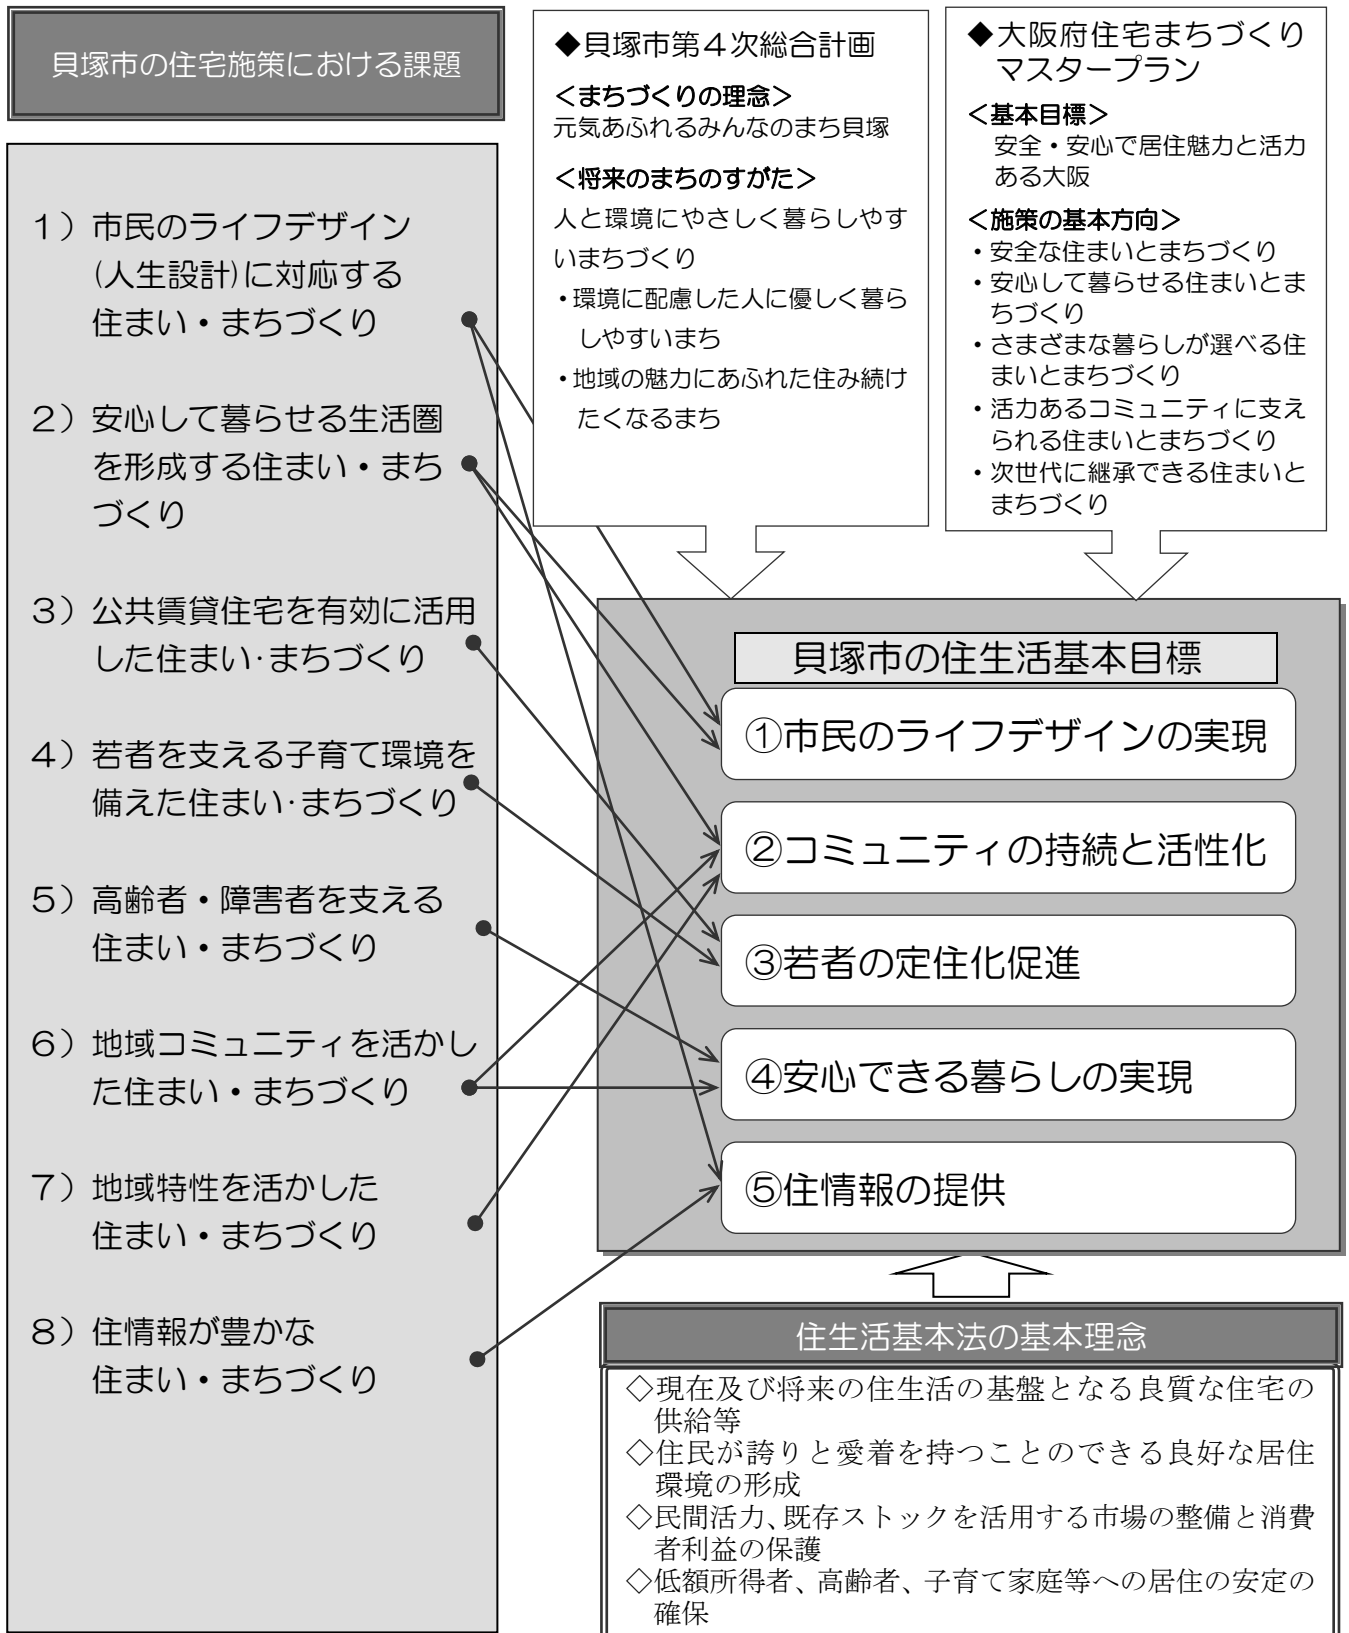 貝塚市の住宅施策における課題
1）市民のライフデザイン
(人生設計)に対応する
住まい・まちづくり
2）安心して暮らせる生活圏
を形成する住まい・まち
づくり
3）公共賃貸住宅を有効に活用
した住まい･まちづくり
4）若者を支える子育て環境を
備えた住まい･まちづくり
5）高齢者・障害者を支える
住まい・まちづくり
6）地域コミュニティを活かし
た住まい・まちづくり
7）地域特性を活かした
住まい・まちづくり
8）住情報が豊かな
住まい・まちづくり
◆貝塚市第４次総合計画
＜まちづくりの理念＞
元気あふれるみんなのまち貝塚
＜将来のまちのすがた＞
人と環境にやさしく暮らしやす
いまちづくり
・環境に配慮した人に優しく暮ら
しやすいまち
・地域の魅力にあふれた住み続け
たくなるまち
◆大阪府住宅まちづくり
マスタープラン
＜基本目標＞
安全・安心で居住魅力と活力
ある大阪
＜施策の基本方向＞
・安全な住まいとまちづくり
・安心して暮らせる住まいとま
ちづくり
・さまざまな暮らしが選べる住
まいとまちづくり
・活力あるコミュニティに支え
られる住まいとまちづくり
・次世代に継承できる住まいと
まちづくり
貝塚市の住生活基本目標
①市民のライフデザインの実現
②コミュニティの持続と活性化
③若者の定住化促進
④安心できる暮らしの実現
⑤住情報の提供
住生活基本法の基本理念
◇現在及び将来の住生活の基盤となる良質な住宅の
供給等
◇住民が誇りと愛着を持つことのできる良好な居住
環境の形成
◇民間活力、既存ストックを活用する市場の整備と消費
者利益の保護
◇低額所得者、高齢者、子育て家庭等への居住の安定の
確保